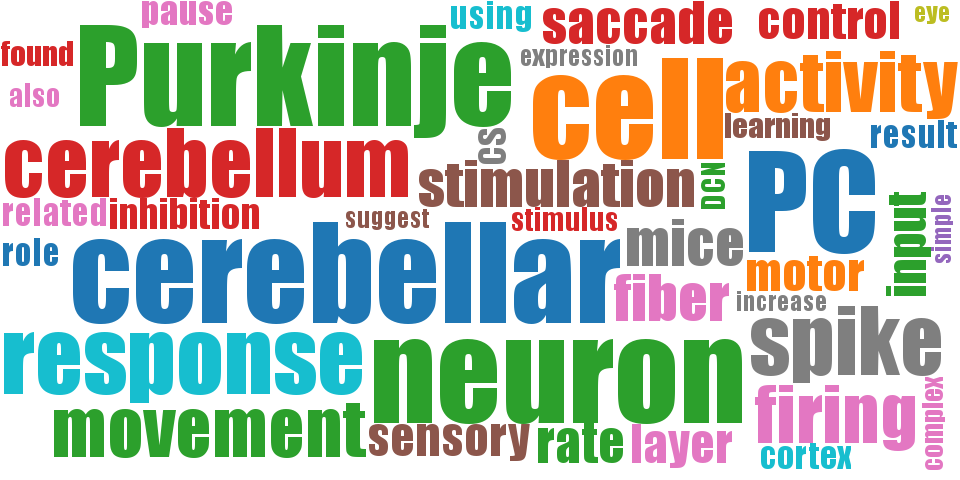 pause
using
saccade
control
eye
found
Purkinje
expression
cell
activity
also
learning
result
cerebellum
CS
stimulation
DCN
PC
related
inhibition
suggest
stimulus
input
simple
role
cerebellar
mice
motor
fiber
increase
response
neuron
spike
movement
sensory
rate
layer
firing
complex
cortex